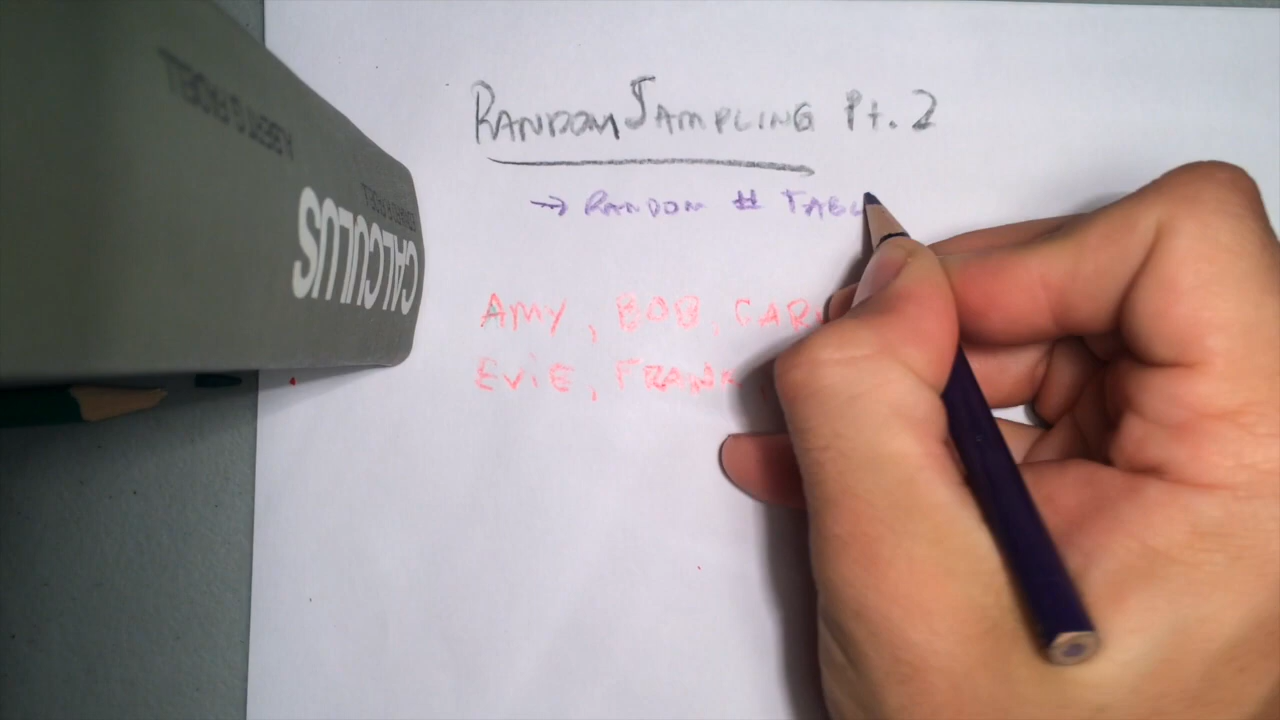 RANDOM SAMPLING Pt. 2
→ RANDOM # TABL
AMY, BOB, CAR
EVIE, FRANK
CALCULUS